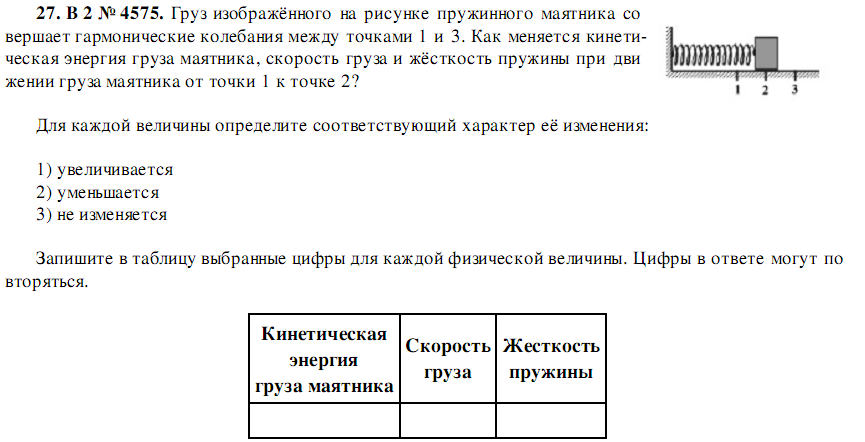 27. В 2 № 4575. Груз изображённого на рисунке пружинного маятника со
вершает гармонические колебания между точками 1 и 3. Как меняется кинети-
ческая энергия груза маятника, скорость груза и жёсткость пружины при дви
жении груза маятника от точки 1 к точке 2?
1 2 3
Для каждой величины определите соответствующий характер её изменения:
1) увеличивается
2) уменьшается
3) не изменяется
Запишите в таблицу выбранные цифры для каждой физической величины. Цифры в ответе могут по
вторяться.
Кинетическая
энергия
груза маятника
Скорость
груза
Жесткость
пружины